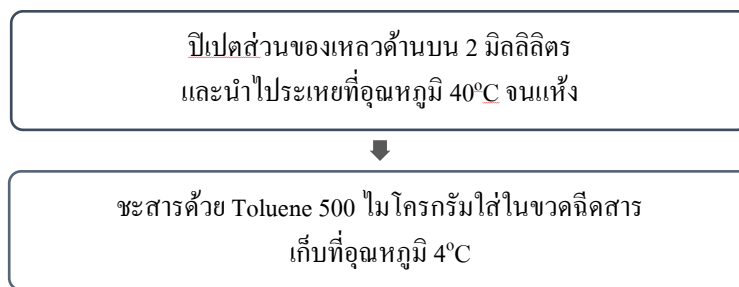 ปิเปตส่วนของเหลวด้านบน 2 มิลลิลิตร
และนำไประเหยที่อุณหภูมิ 40°C จนแห้ง
ชะสารด้วย Toluene 500 ไมโครกรัมใส่ในขวดฉีดสาร
เก็บที่อุณหภูมิ 4°C